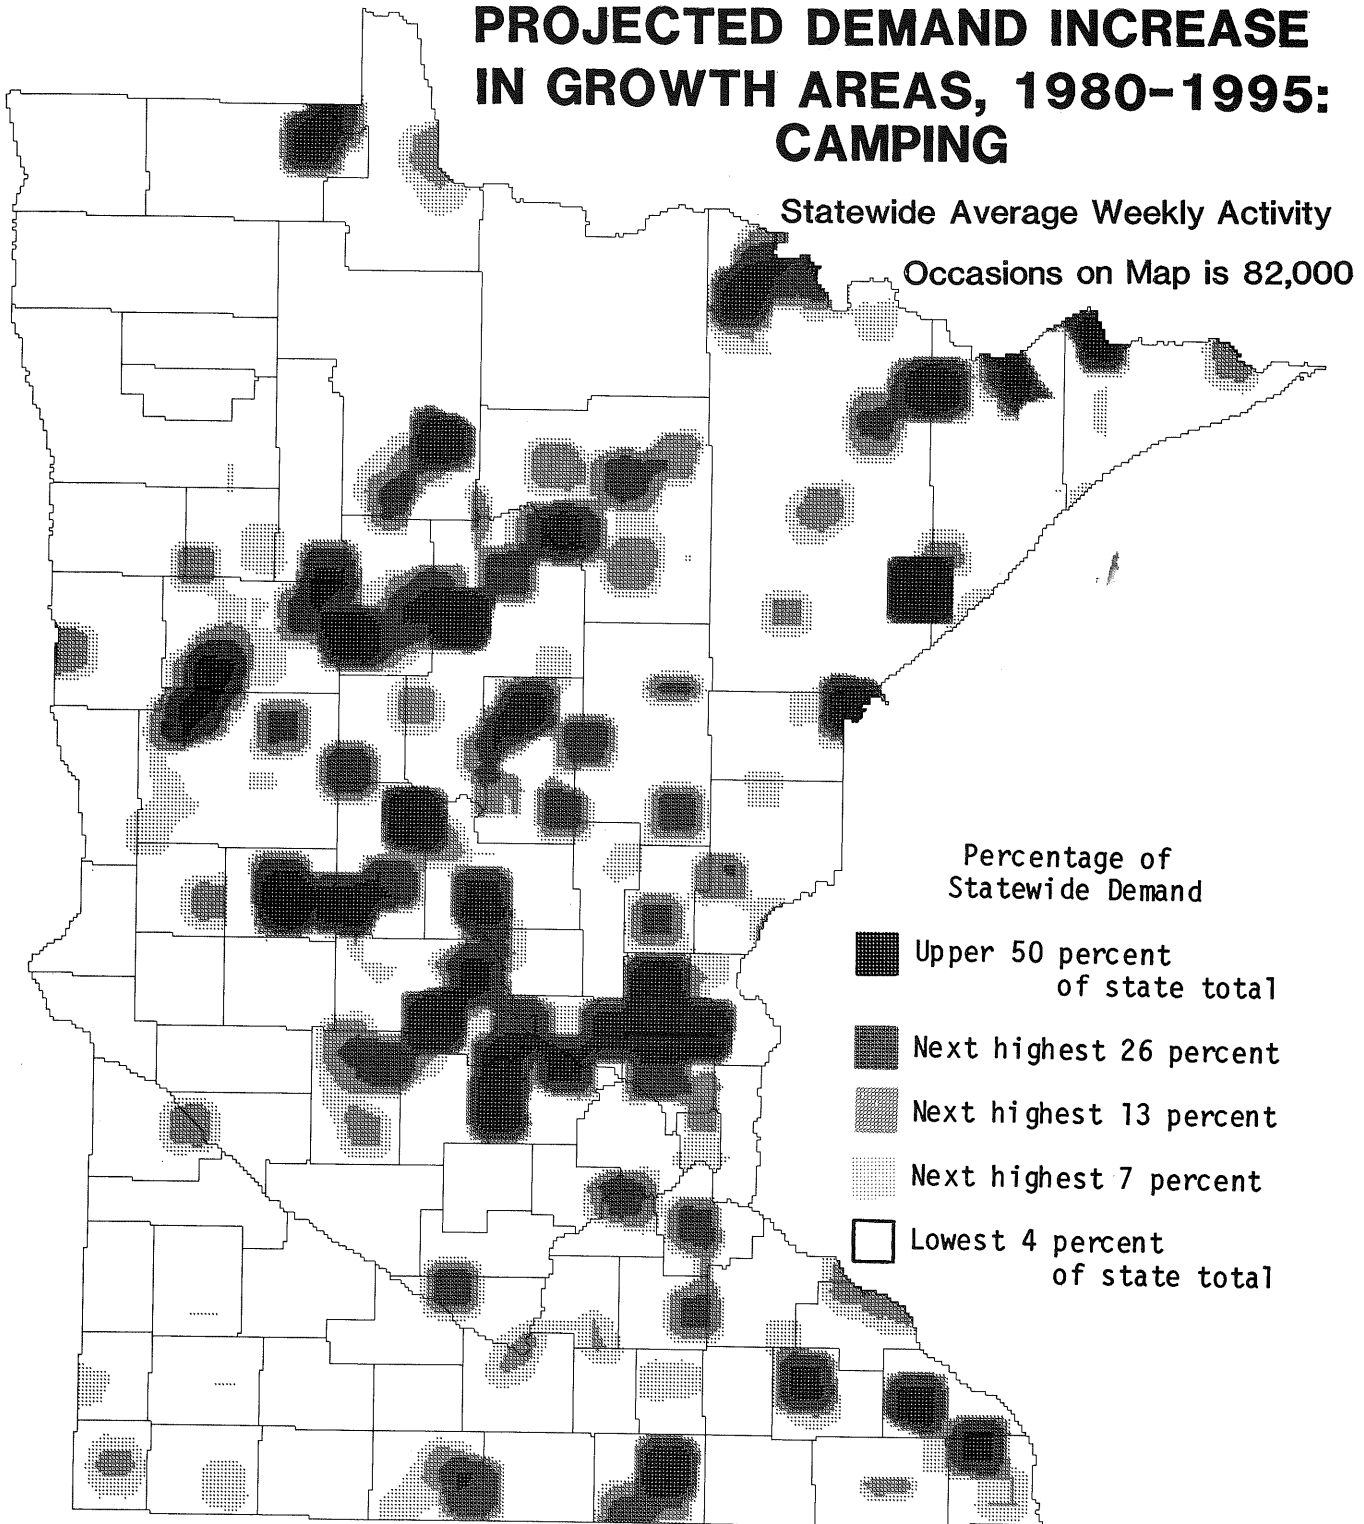 PROJECTED DEMAND INCREASE
IN GROWTH AREAS, 1980-1995:
CAMPING
Statewide Average Weekly Activity
Occasions on Map is 82,000
Percentage of
Statewide Demand
Upper 50 percent
of state total
Next highest 26 percent
Next highest 13 percent
Next highest 7 percent
Lowest 4 percent
of state total